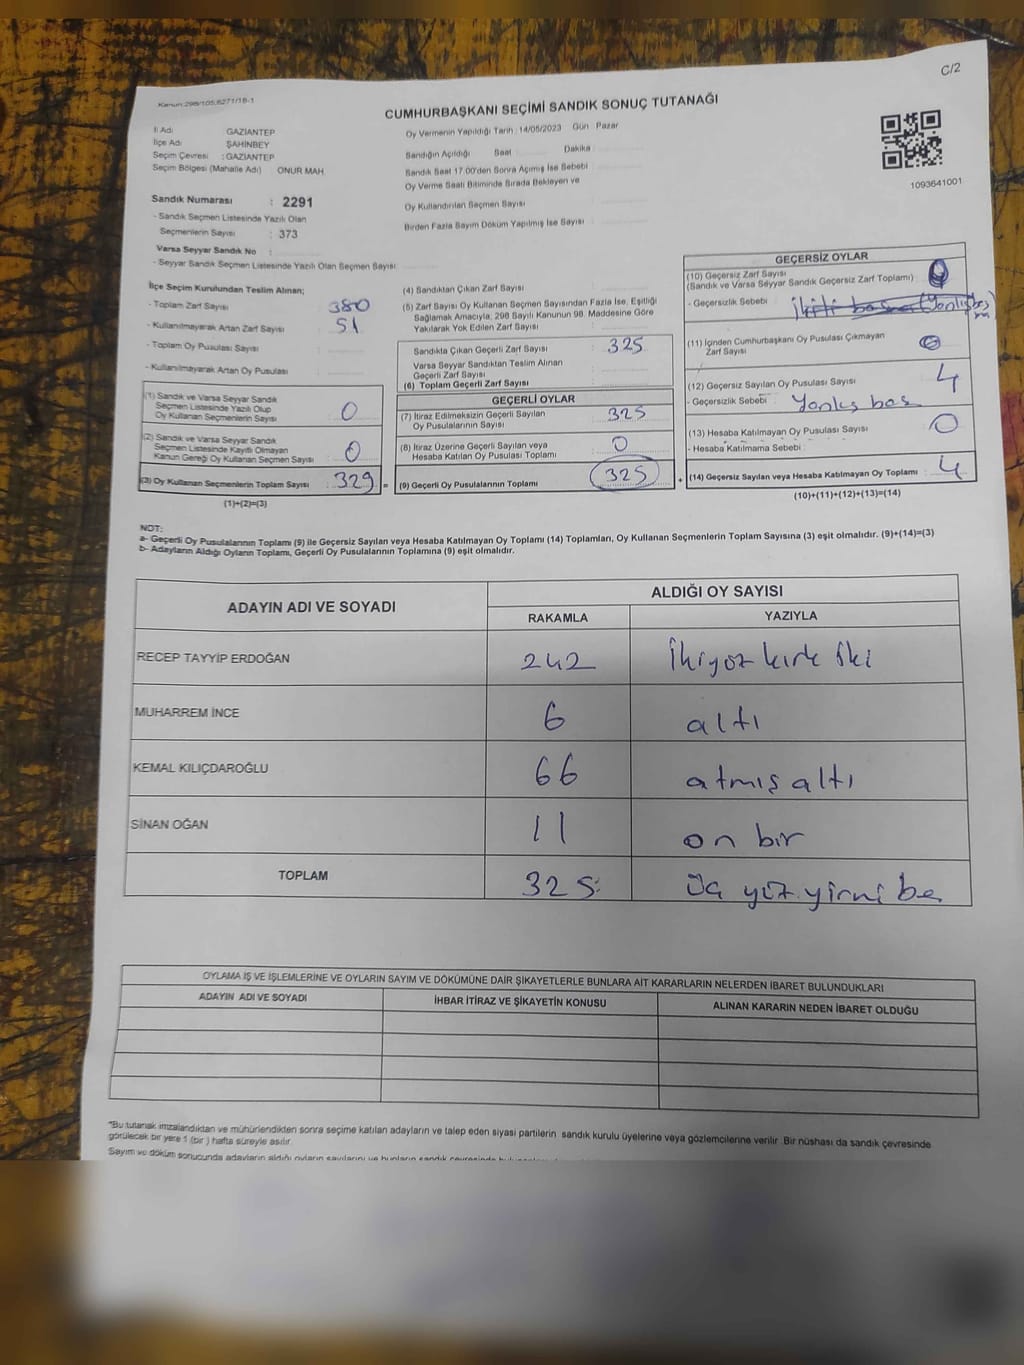 C/2
Kanun:298/105,6271/18-1
CUMHURBAŞKANI SEÇİMİ SANDIK SONUÇ TUTANAĞI
İl Adı GAZİANTEP
İlçe Adı ŞAHİNBEY
Seçim Çevresi : GAZİANTEP
Seçim Bölgesi (Mahalle Adı) ONUR MAH
Oy Vermenin Yapıldığı Tarih : 14/05/2023 Gün : Pazar
Sandığın Açıldığı Saat Dakika :
Sandık Saat 17.00'den Sonra Açılmış İse Sebebi
Oy Verme Saati Bitiminde Sırada Bekleyen ve
Oy Kullandırılan Seçmen Sayısı
Birden Fazla Sayım Döküm Yapılmış İse Sayısı
1093641001
Sandık Numarası : 2291
- Sandık Seçmen Listesinde Yazılı Olan
Seçmenlerin Sayısı : 373
Varsa Seyyar Sandık No :
- Seyyar Sandık Seçmen Listesinde Yazılı Olan Seçmen Sayısı
İlçe Seçim Kurulundan Teslim Alınan;
- Toplam Zarf Sayısı : 380
- Kullanılmayarak Artan Zarf Sayısı : 51
- Toplam Oy Pusulası Sayısı :
- Kullanılmayarak Artan Oy Pusulası
(1) Sandık ve Varsa Seyyar Sandık
Seçmen Listesinde Yazılı Olup
Oy Kullanan Seçmenlerin Sayısı : 0
(2) Sandık ve Varsa Seyyar Sandık
Seçmen Listesinde Kayıtlı Olmayan
Kanun Gereği Oy Kullanan Seçmen Sayısı : 0
(3) Oy Kullanan Seçmenlerin Toplam Sayısı : 329 =
(1)+(2)=(3)
(4) Sandıktan Çıkan Zarf Sayısı
(5) Zarf Sayısı Oy Kullanan Seçmen Sayısından Fazla İse, Eşitliği
Sağlamak Amacıyla, 298 Sayılı Kanunun 98. Maddesine Göre
Yakılarak Yok Edilen Zarf Sayısı :
Sandıkta Çıkan Geçerli Zarf Sayısı : 325
Varsa Seyyar Sandıktan Teslim Alınan
Geçerli Zarf Sayısı
(6) Toplam Geçerli Zarf Sayısı
GEÇERLİ OYLAR
(7) İtiraz Edilmeksizin Geçerli Sayılan
Oy Pusulalarının Sayısı : 325
(8) İtiraz Üzerine Geçerli Sayılan veya
Hesaba Katılan Oy Pusulası Toplamı : 0
(9) Geçerli Oy Pusulalarının Toplamı 325 +
GEÇERSİZ OYLAR
(10) Geçersiz Zarf Sayısı
(Sandık ve Varsa Seyyar Sandık Geçersiz Zarf Toplamı) :
- Geçersizlik Sebebi :
(11) İçinden Cumhurbaşkanı Oy Pusulası Çıkmayan
Zarf Sayısı : 0
(12) Geçersiz Sayılan Oy Pusulası Sayısı : 4
- Geçersizlik Sebebi : Yanlış bas
(13) Hesaba Katılmayan Oy Pusulası Sayısı : 0
- Hesaba Katılmama Sebebi :
(14) Geçersiz Sayılan veya Hesaba Katılmayan Oy Toplamı : 4
(10)+(11)+(12)+(13)=(14)
NOT:
a- Geçerli Oy Pusulalarının Toplamı (9) ile Geçersiz Sayılan veya Hesaba Katılmayan Oy Toplamı (14) Toplamları, Oy Kullanan Seçmenlerin Toplam Sayısına (3) eşit olmalıdır. (9)+(14)=(3)
b- Adayların Aldığı Oyların Toplamı, Geçerli Oy Pusulalarının Toplamına (9) eşit olmalıdır.
ADAYIN ADI VE SOYADI ALDIĞI OY SAYISI
RAKAMLA YAZIYLA
RECEP TAYYİP ERDOĞAN 242 İkiyüz kırk iki
MUHARREM İNCE 6 altı
KEMAL KILIÇDAROĞLU 66 atmış altı
SİNAN OĞAN 11 on bir
TOPLAM 325 üç yüz yirmi be
OYLAMA İŞ VE İŞLEMLERİNE VE OYLARIN SAYIM VE DÖKÜMÜNE DAİR ŞİKAYETLERLE BUNLARA AİT KARARLARIN NELERDEN İBARET BULUNDUKLARI
ADAYIN ADI VE SOYADI İHBAR İTİRAZ VE ŞİKAYETİN KONUSU ALINAN KARARIN NEDEN İBARET OLDUĞU
"Bu tutanak imzalandıktan ve mühürlendikten sonra seçime katılan adayların ve talep eden siyasi partilerin sandık kurulu üyelerine veya gözlemcilerine verilir. Bir nüshası da sandık çevresinde
görülecek bir yere 1 (bir) hafta süreyle asılır.
Sayım ve döküm sonucunda adayların aldığı oyların sayılarını ve bunların sandık çevresinde